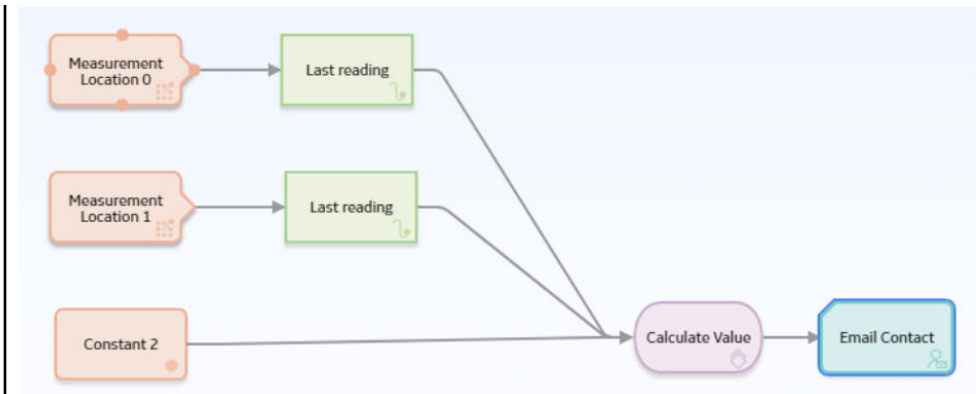 Measurement
Location 0
Last reading
Measurement
Location 1
Last reading
Constant 2
Calculate Value
Email Contact